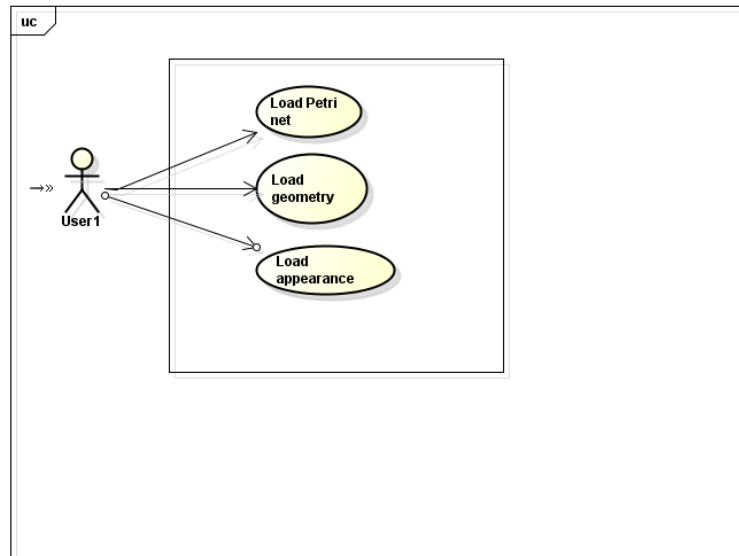 uc
Load Petri
net
Load
geometry
User1
Load
appearance